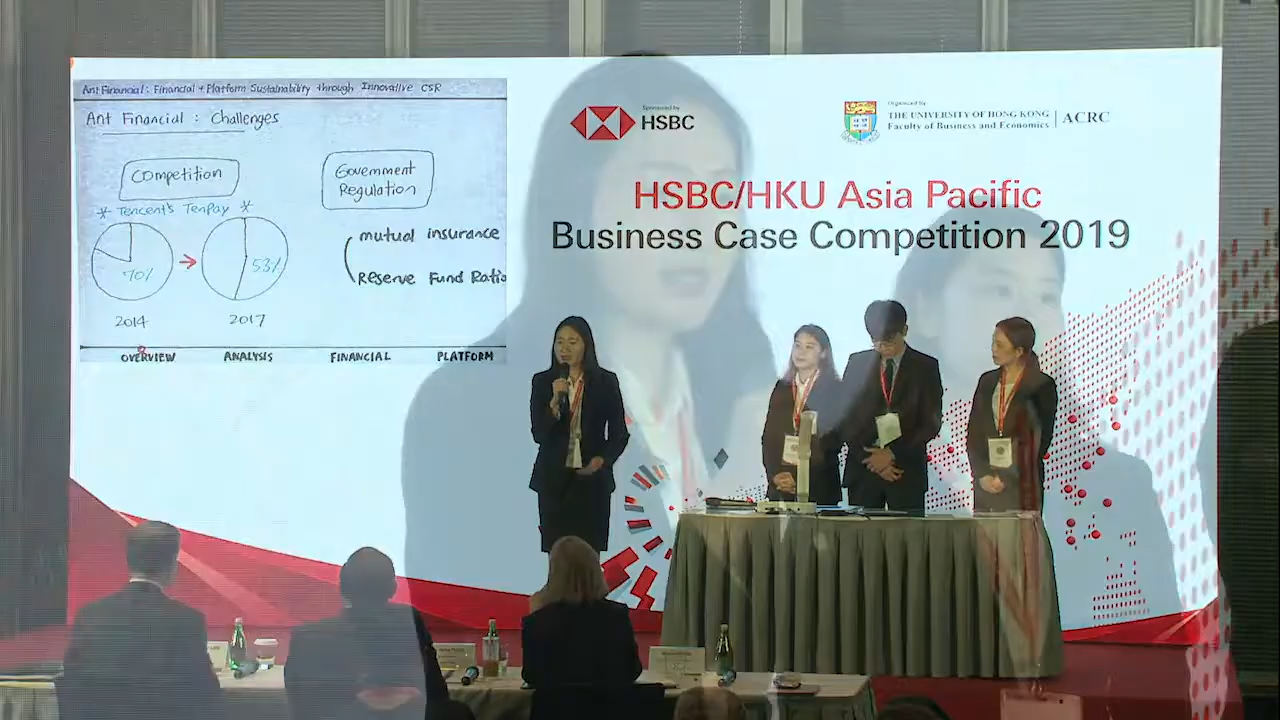 Ant Financial: Financial + Platform Sustainability through Innovative CSR
Ant Financial : Challenges
Competition
Government
Regulation
* Tencent's TenPay *
mutual insurance
Reserve Fund Ratio
70%
53%
2014
2017
OVERVIEW
ANALYSIS
FINANCIAL
PLATFORM
Sponsored by
HSBC
Organised by
THE UNIVERSITY OF HONG KONG
Faculty of Business and Economics
ACRC
HSBC/HKU Asia Pacific
Business Case Competition 2019